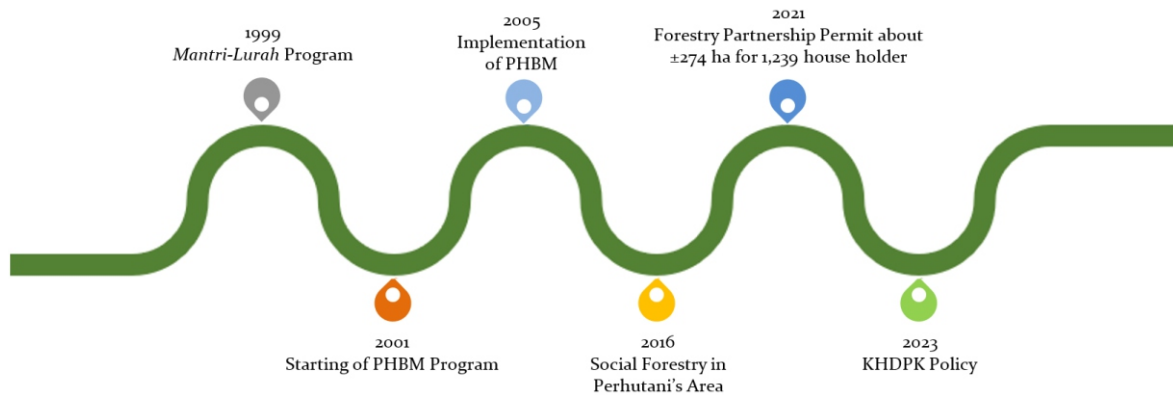 1999
Mantri-Lurah Program
2001
Starting of PHBM Program
2005
Implementation
of PHBM
2016
Social Forestry in
Perhutani's Area
2021
Forestry Partnership Permit about
±274 ha for 1,239 house holder
2023
KHDPK Policy